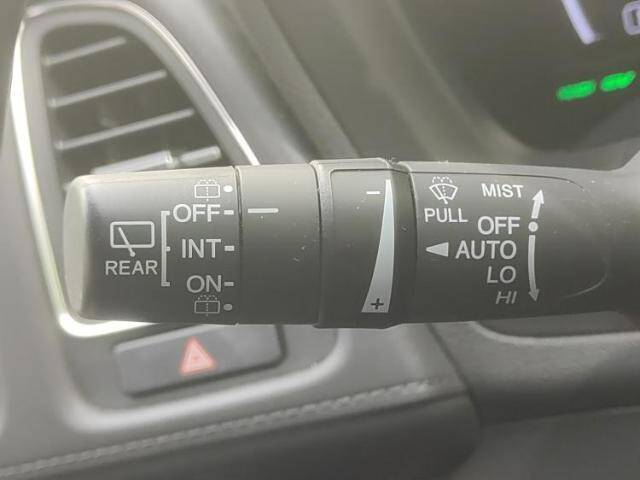 OFF
INT
ON
REAR
-
+
PULL
MIST
OFF
AUTO
LO
HI